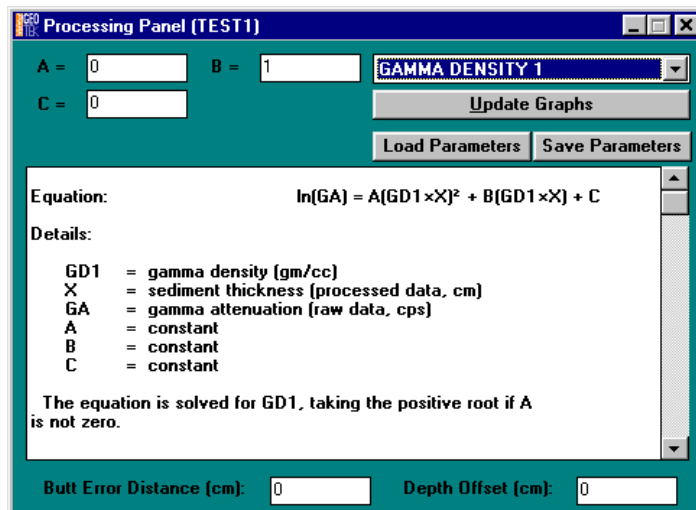 GEO
TEK
Processing Panel (TEST1)
A = 0 B = 1 GAMMA DENSITY 1
C = 0 Update Graphs
Load Parameters Save Parameters
Equation: ln(GA) = A(GD1×X)² + B(GD1×X) + C
Details:
GD1 = gamma density (gm/cc)
X = sediment thickness (processed data, cm)
GA = gamma attenuation (raw data, cps)
A = constant
B = constant
C = constant
The equation is solved for GD1, taking the positive root if A
is not zero.
Butt Error Distance (cm): 0 Depth Offset (cm): 0